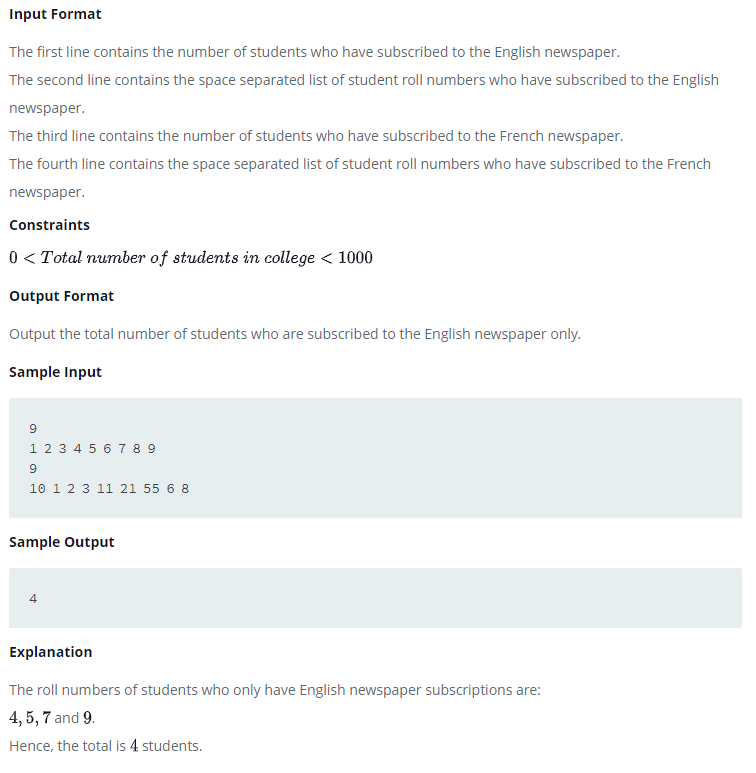 Input Format
The first line contains the number of students who have subscribed to the English newspaper.
The second line contains the space separated list of student roll numbers who have subscribed to the English
newspaper.
The third line contains the number of students who have subscribed to the French newspaper.
The fourth line contains the space separated list of student roll numbers who have subscribed to the French
newspaper.
Constraints
0 < Total number of students in college < 1000
Output Format
Output the total number of students who are subscribed to the English newspaper only.
Sample Input
9
1 2 3 4 5 6 7 8 9
9
10 1 2 3 11 21 55 6 8
Sample Output
4
Explanation
The roll numbers of students who only have English newspaper subscriptions are:
4, 5, 7 and 9.
Hence, the total is 4 students.